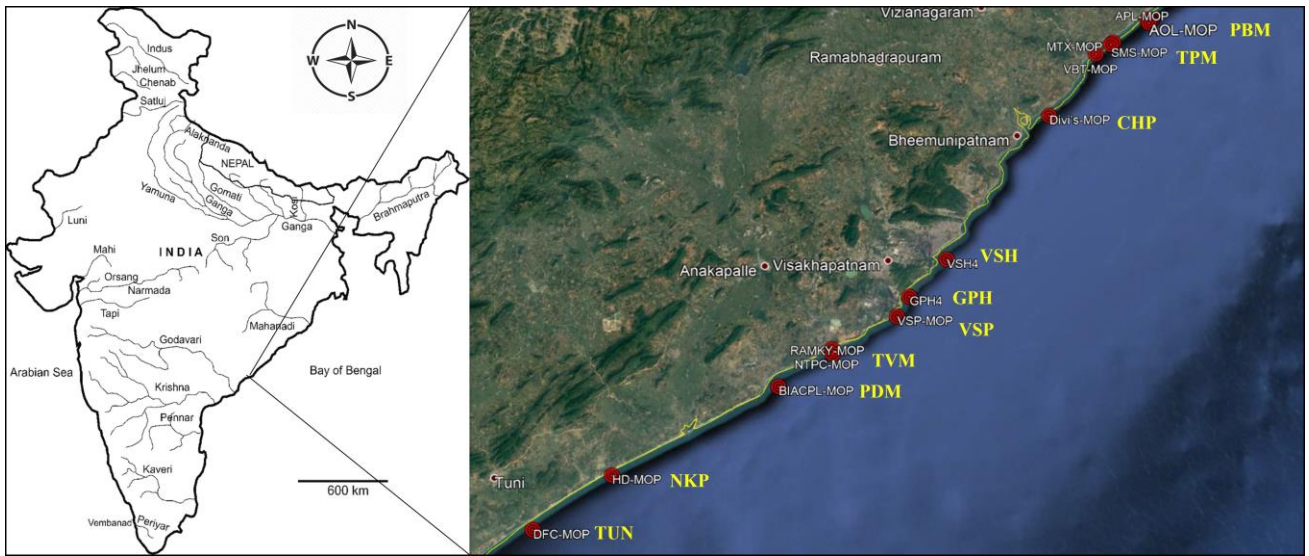 N
W
E
S
Indus
Jhelum
Chenab
Satluj
Alaknanda
NEPAL
Yamuna
Gomati
Ganga
Kosi
Ganga
Brahmaputra
Luni
Son
INDIA
Mahi
Orsang
Narmada
Tapi
Mahanadi
Godavari
Arabian Sea
Bay of Bengal
Krishna
Pennar
Kaveri
600 km
Vembanad
Periyar
Vizianagaram
APL-MOP
AOL-MOP PBM
Ramabhadrapuram
MTX-MOP
SMS-MOP TPM
VBT-MOP
Divi's-MOP CHP
Bheemunipatnam
VSH4 VSH
Anakapalle
Visakhapatnam
GPH4 GPH
VSP-MOP VSP
RAMKY-MOP
NTPC-MOP TVM
BIACPL-MOP PDM
Tuni
HD-MOP NKP
DFC-MOP TUN